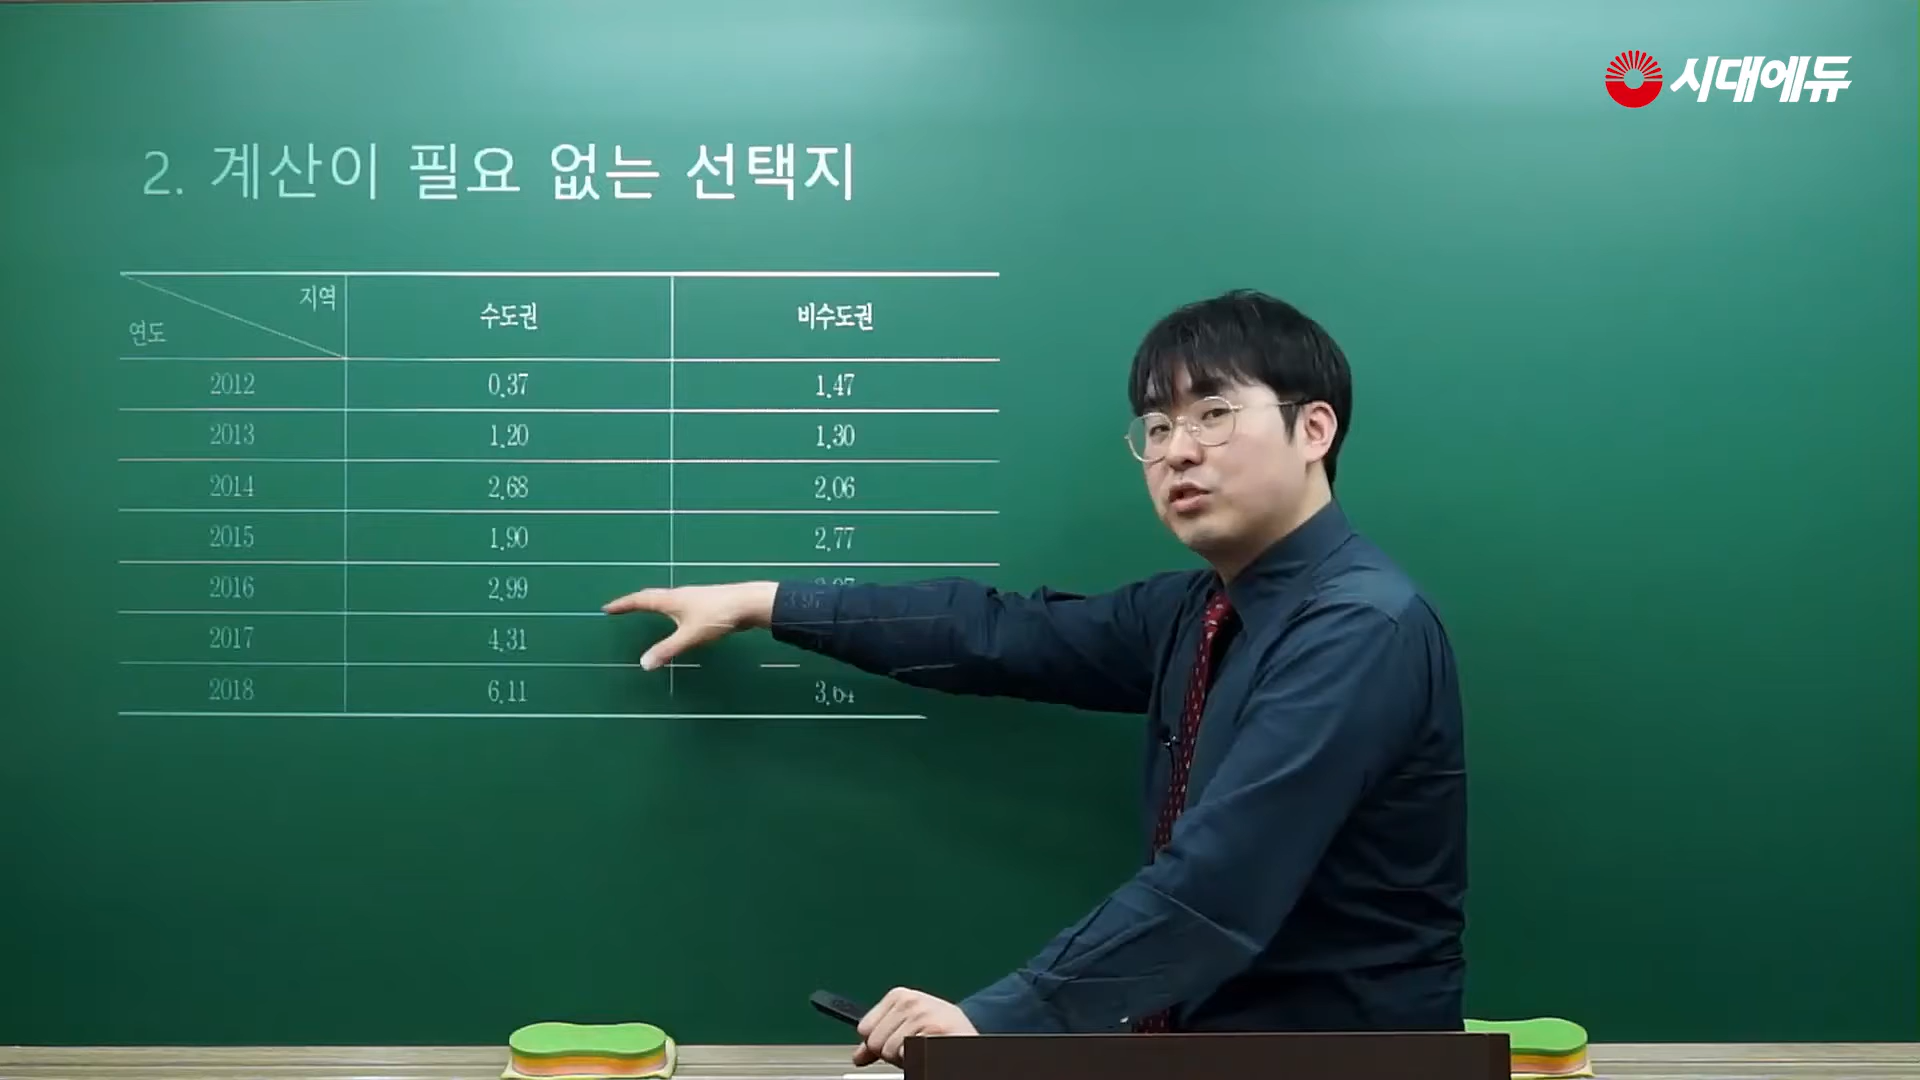 시대에듀
2. 계산이 필요 없는 선택지
지역
연도
수도권
비수도권
2012 0.37 1.47
2013 1.20 1.30
2014 2.68 2.06
2015 1.90 2.77
2016 2.99 3.97
2017 4.31
2018 6.11